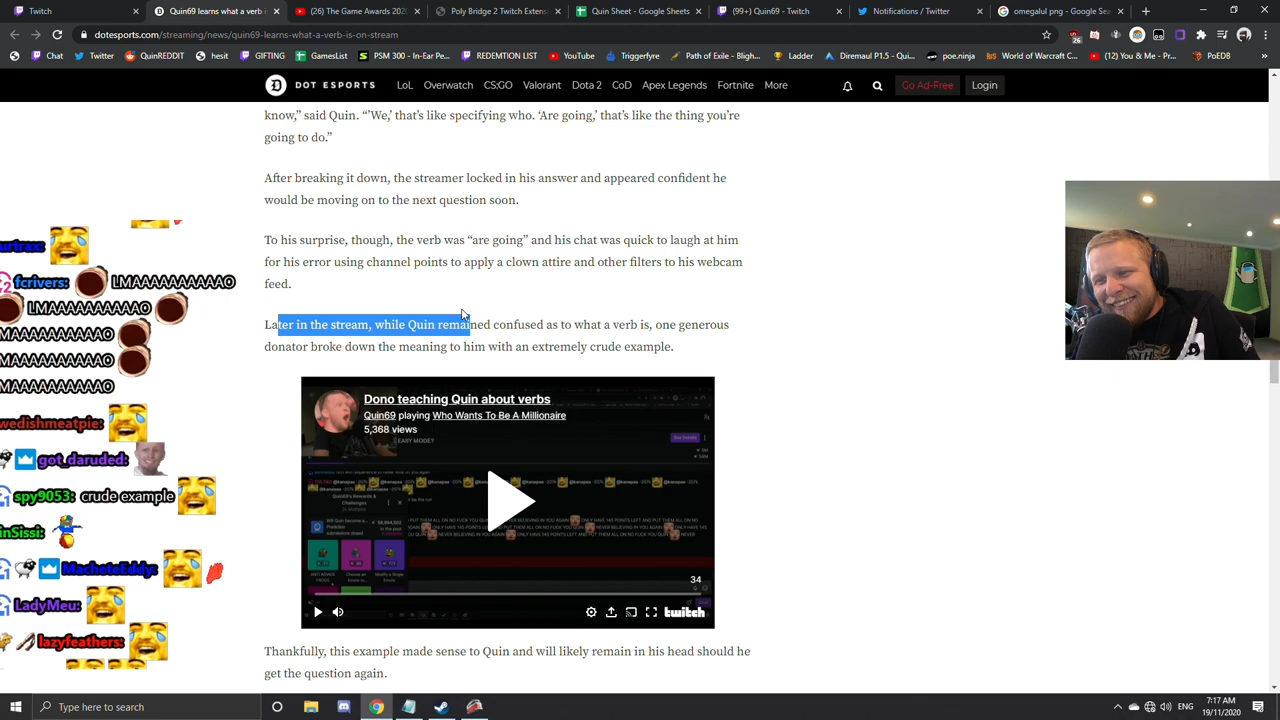 Twitch
Quin69 learns what a verb i
(26) The Game Awards 202
Poly Bridge 2 Twitch Exten
Quin Sheet - Google Sheets
(99+) Quin69 - Twitch
Notifications / Twitter
omegalul png - Google Sea
dotesports.com/streaming/news/quin69-learns-what-a-verb-is-on-stream
Chat
Twitter
QuinREDDIT
hesit
GIFTING
GamesList
PSM 300 - In-Ear Pe...
REDEMTION LIST
YouTube
Triggerfyre
Path of Exile - Bligh...
Ladder
Diremaul P1.5 - Qui...
poe.ninja
World of Warcraft C...
(12) You & Me - Pr...
PoEDB
DOT ESPORTS
LoL
Overwatch
CS:GO
Valorant
Dota 2
CoD
Apex Legends
Fortnite
More
Go Ad-Free
Login
know,” said Quin. “'We,’ that’s like specifying who. ‘Are going,’ that’s like the thing you’re
going to do.”
After breaking it down, the streamer locked in his answer and appeared confident he
would be moving on to the next question soon.
To his surprise, though, the verb was “are going” and his chat was quick to laugh at him
for his error using channel points to apply a clown attire and other filters to his webcam
feed.
Later in the stream, while Quin remained confused as to what a verb is, one generous
donator broke down the meaning to him with an extremely crude example.
Dono teaching Quin about verbs
Quin69 playing Who Wants To Be A Millionaire
5,368 views
EASY MODE?
34
twitch
Thankfully, this example made sense to Quin and will likely remain in his head should he
get the question again.
urtrax:
fcrivers: LMAAAAAAAAAAO
LMAAAAAAAAAAO
MAAAAAAAAAAO
MAAAAAAAAAAO
MAAAAAAAAAAO
wedishmeatpie:
got_daruded:
spy9053: crude example
inSissi:
MacheteEddy:
LadyMeu:
lazyfeathers:
Type here to search
ENG
7:17 AM
19/11/2020